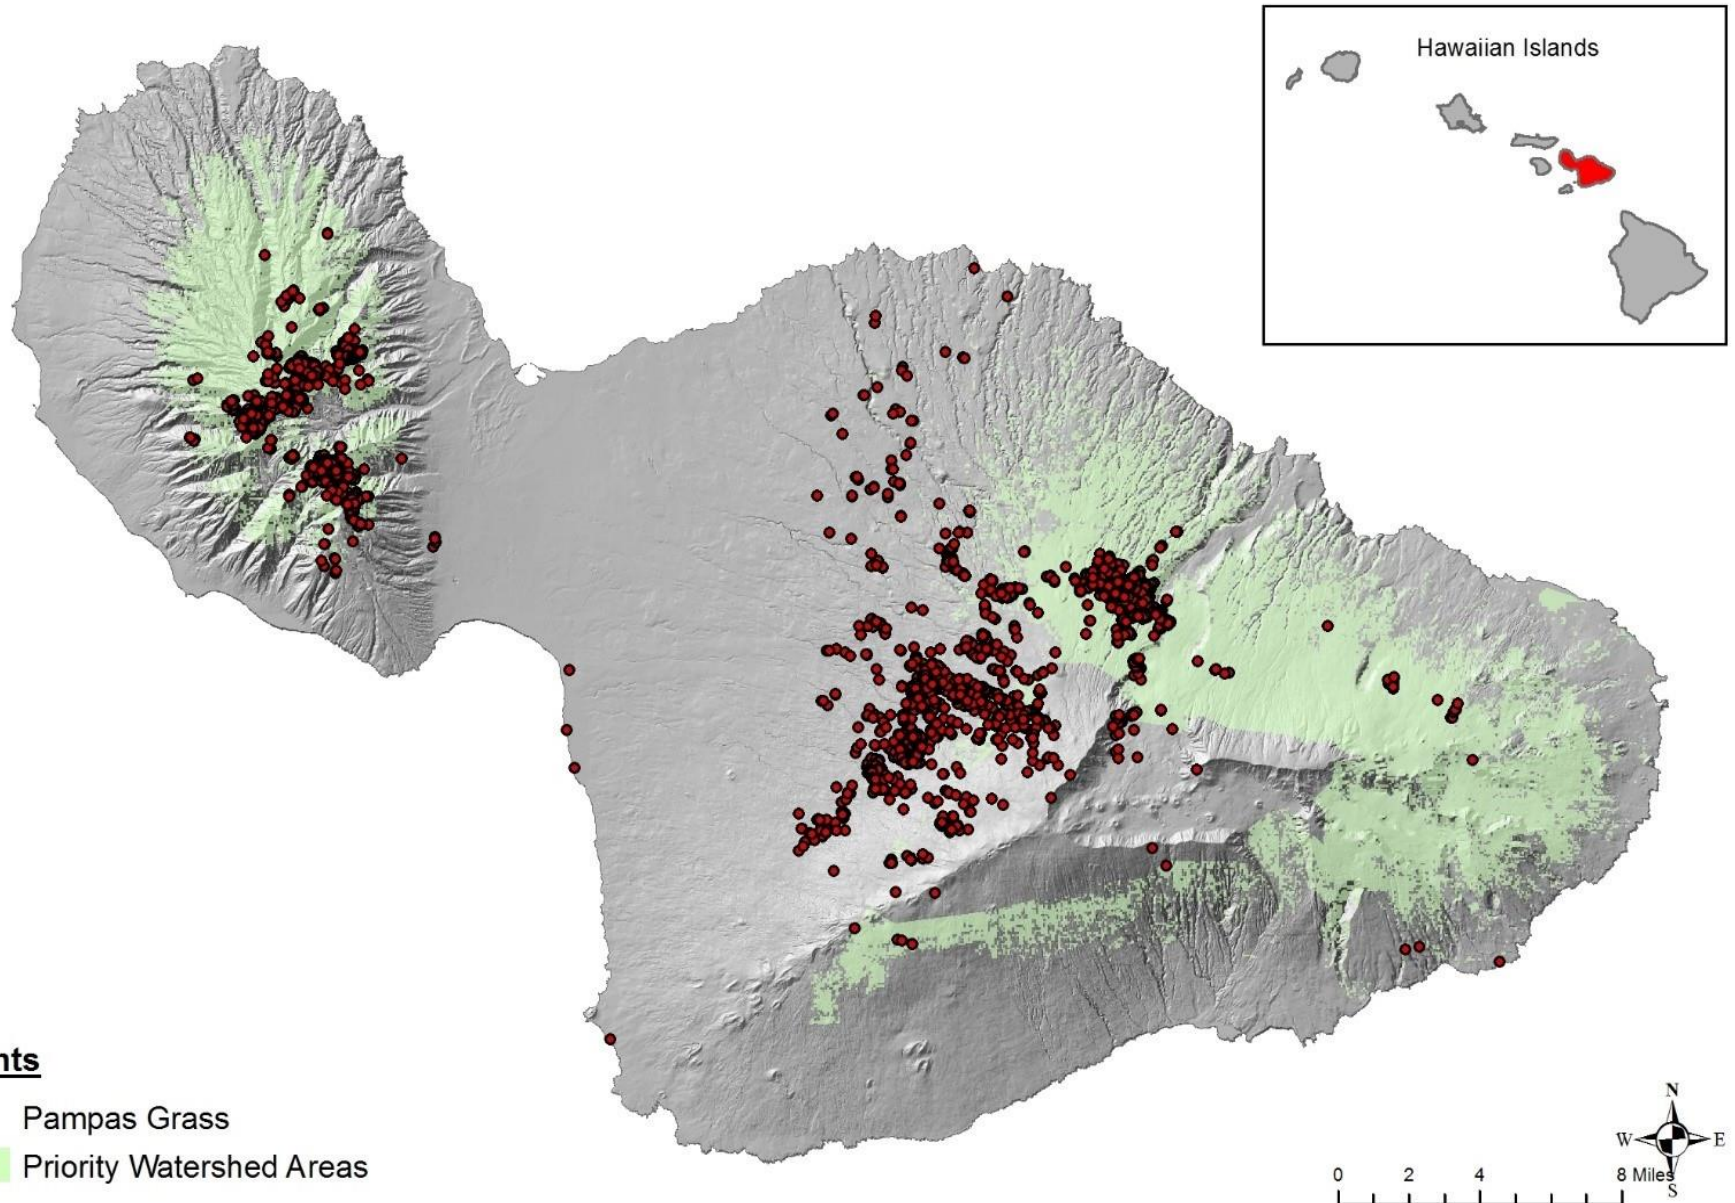 Hawaiian Islands
nts
Pampas Grass
Priority Watershed Areas
N
W E
S
0 2 4 8 Miles